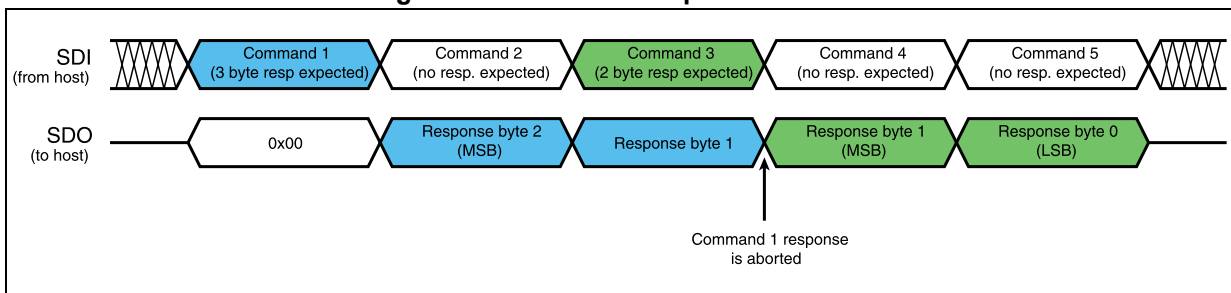 SDI
(from host)
Command 1
(3 byte resp expected)
Command 2
(no resp. expected)
Command 3
(2 byte resp expected)
Command 4
(no resp. expected)
Command 5
(no resp. expected)
SDO
(to host)
0x00
Response byte 2
(MSB)
Response byte 1
Response byte 1
(MSB)
Response byte 0
(LSB)
Command 1 response
is aborted